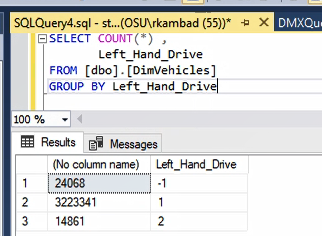 SQLQuery4.sql - st...(OSU\rkambad (55))*
DMXQue
SELECT COUNT(*) ,
Left_Hand_Drive
FROM [dbo].[DimVehicles]
GROUP BY Left_Hand_Drive
100 %
Results
Messages
(No column name) Left_Hand_Drive
1 24068 -1
2 3223341 1
3 14861 2